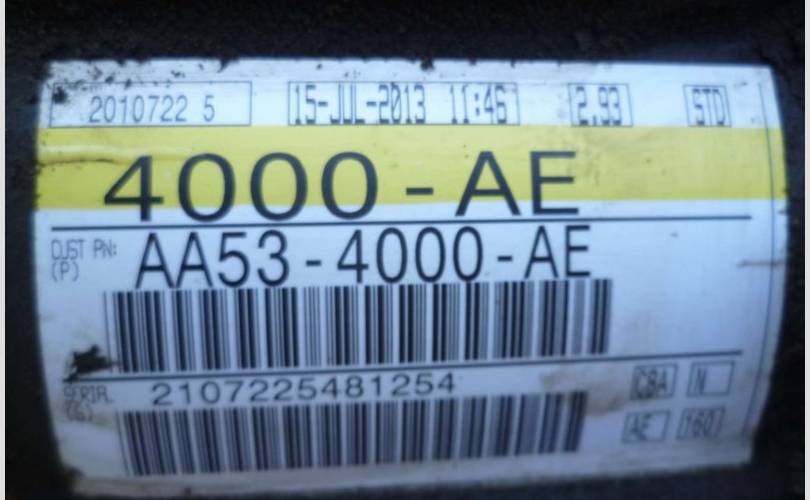 2010722 5 15-JUL-2013 11:46 2.93 STD
4000-AE
CUST PN: AA53-4000-AE
(P)
SERIAL 2107225481254 CBA N
(S) AE 160